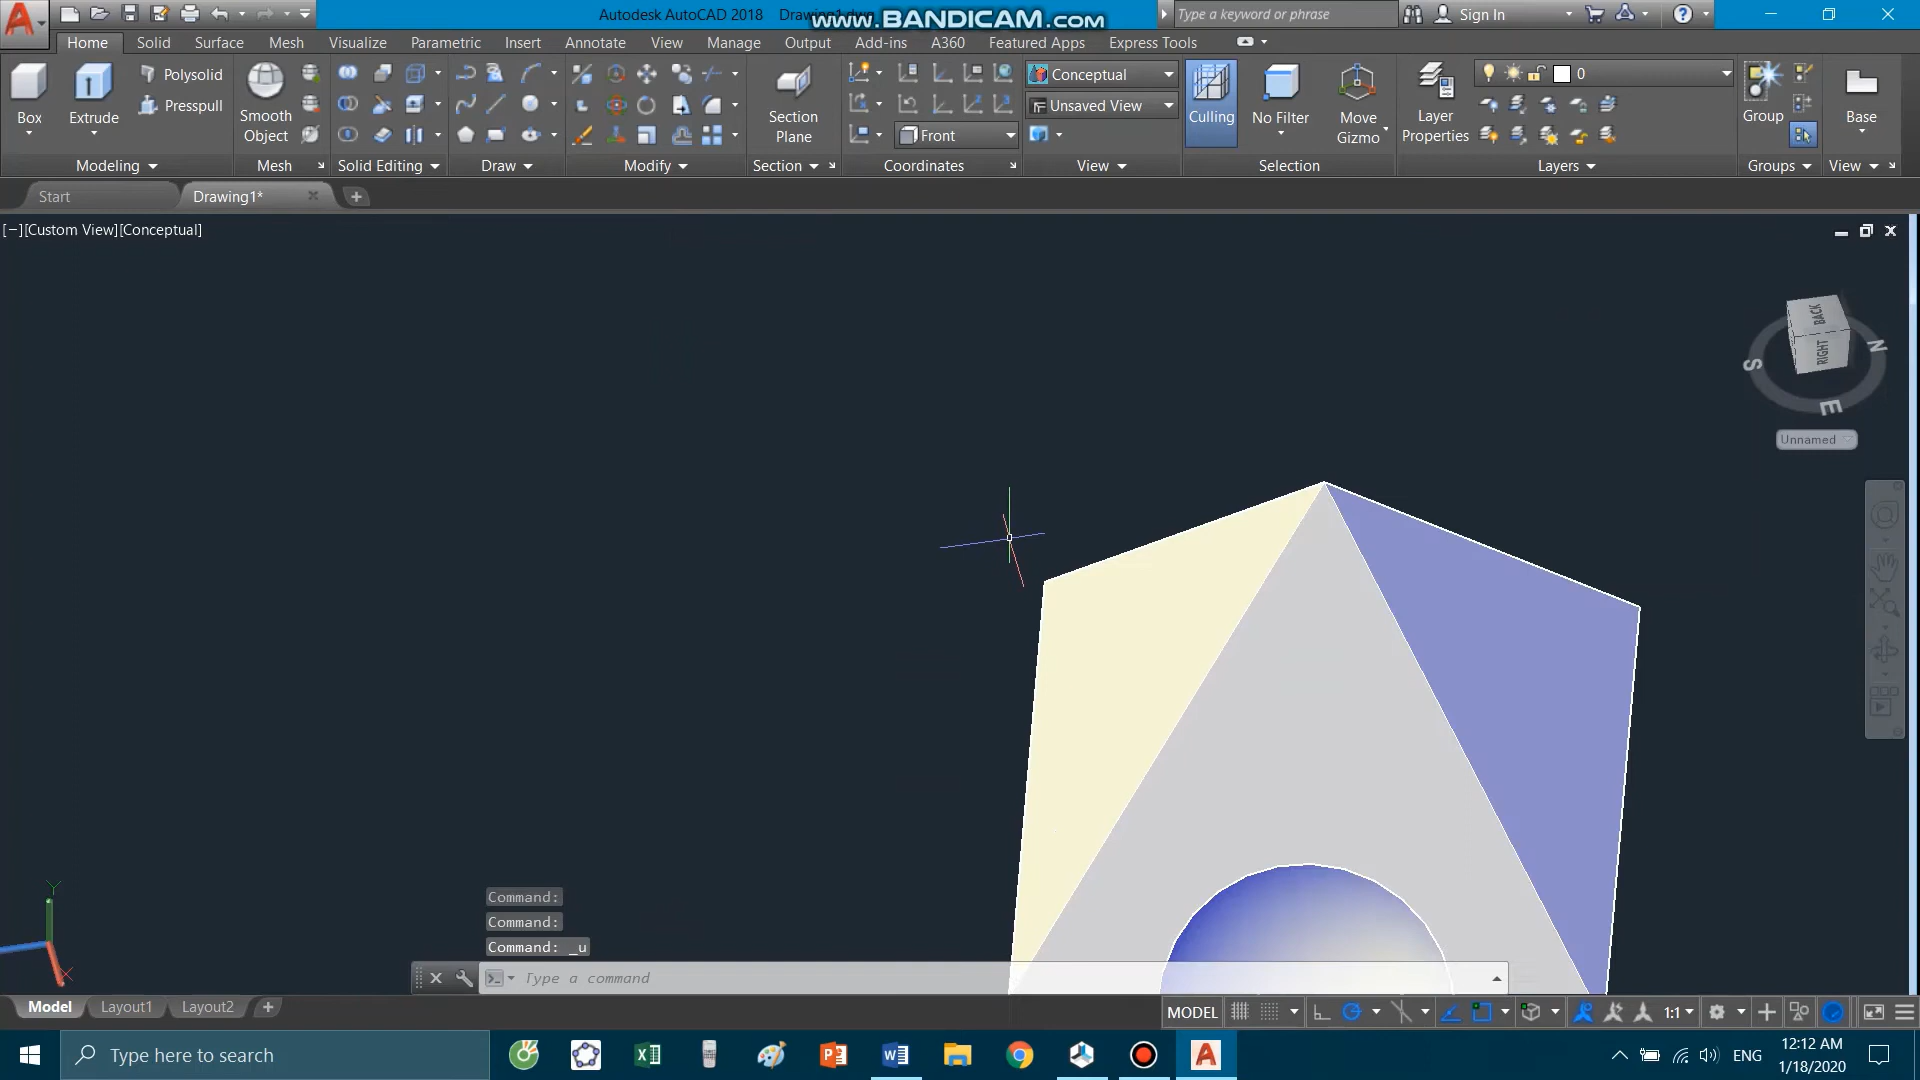 Autodesk AutoCAD 2018 Drawing1.dwg
www.BANDICAM.com
Type a keyword or phrase
Sign In
Home Solid Surface Mesh Visualize Parametric Insert Annotate View Manage Output Add-ins A360 Featured Apps Express Tools
Polysolid
Conceptual
0
Presspull
Unsaved View
Box Extrude Smooth Object Section Plane Front Culling No Filter Move Gizmo Layer Properties Group Base
Modeling Mesh Solid Editing Draw Modify Section Coordinates View Selection Layers Groups View
Start Drawing1*
[−][Custom View][Conceptual]
BACK
RIGHT
S
N
E
Unnamed
Y
X
Command:
Command:
Command: _u
Type a command
Model Layout1 Layout2
MODEL
1:1
Type here to search
ENG
12:12 AM
1/18/2020